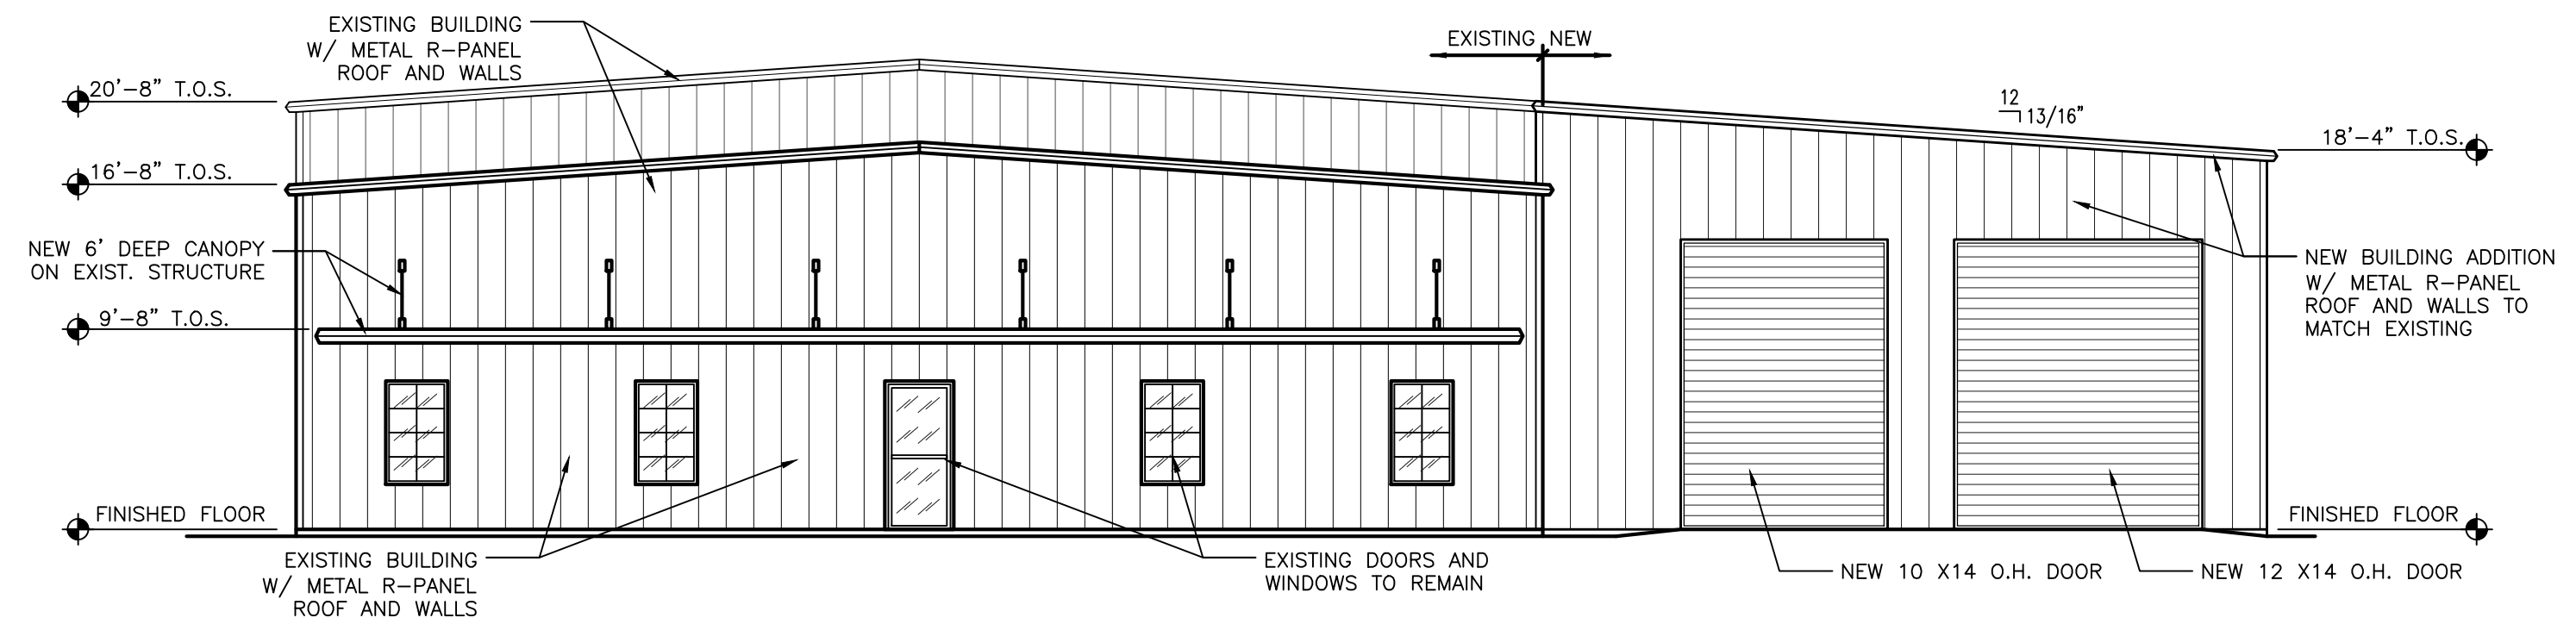 EXISTING BUILDING
W/ METAL R-PANEL
ROOF AND WALLS
EXISTING NEW
20'-8" T.O.S.
12
13/16"
18'-4" T.O.S.
16'-8" T.O.S.
NEW 6' DEEP CANOPY
ON EXIST. STRUCTURE
9'-8" T.O.S.
NEW BUILDING ADDITION
W/ METAL R-PANEL
ROOF AND WALLS TO
MATCH EXISTING
FINISHED FLOOR
FINISHED FLOOR
EXISTING BUILDING
W/ METAL R-PANEL
ROOF AND WALLS
EXISTING DOORS AND
WINDOWS TO REMAIN
NEW 10 X14 O.H. DOOR
NEW 12 X14 O.H. DOOR